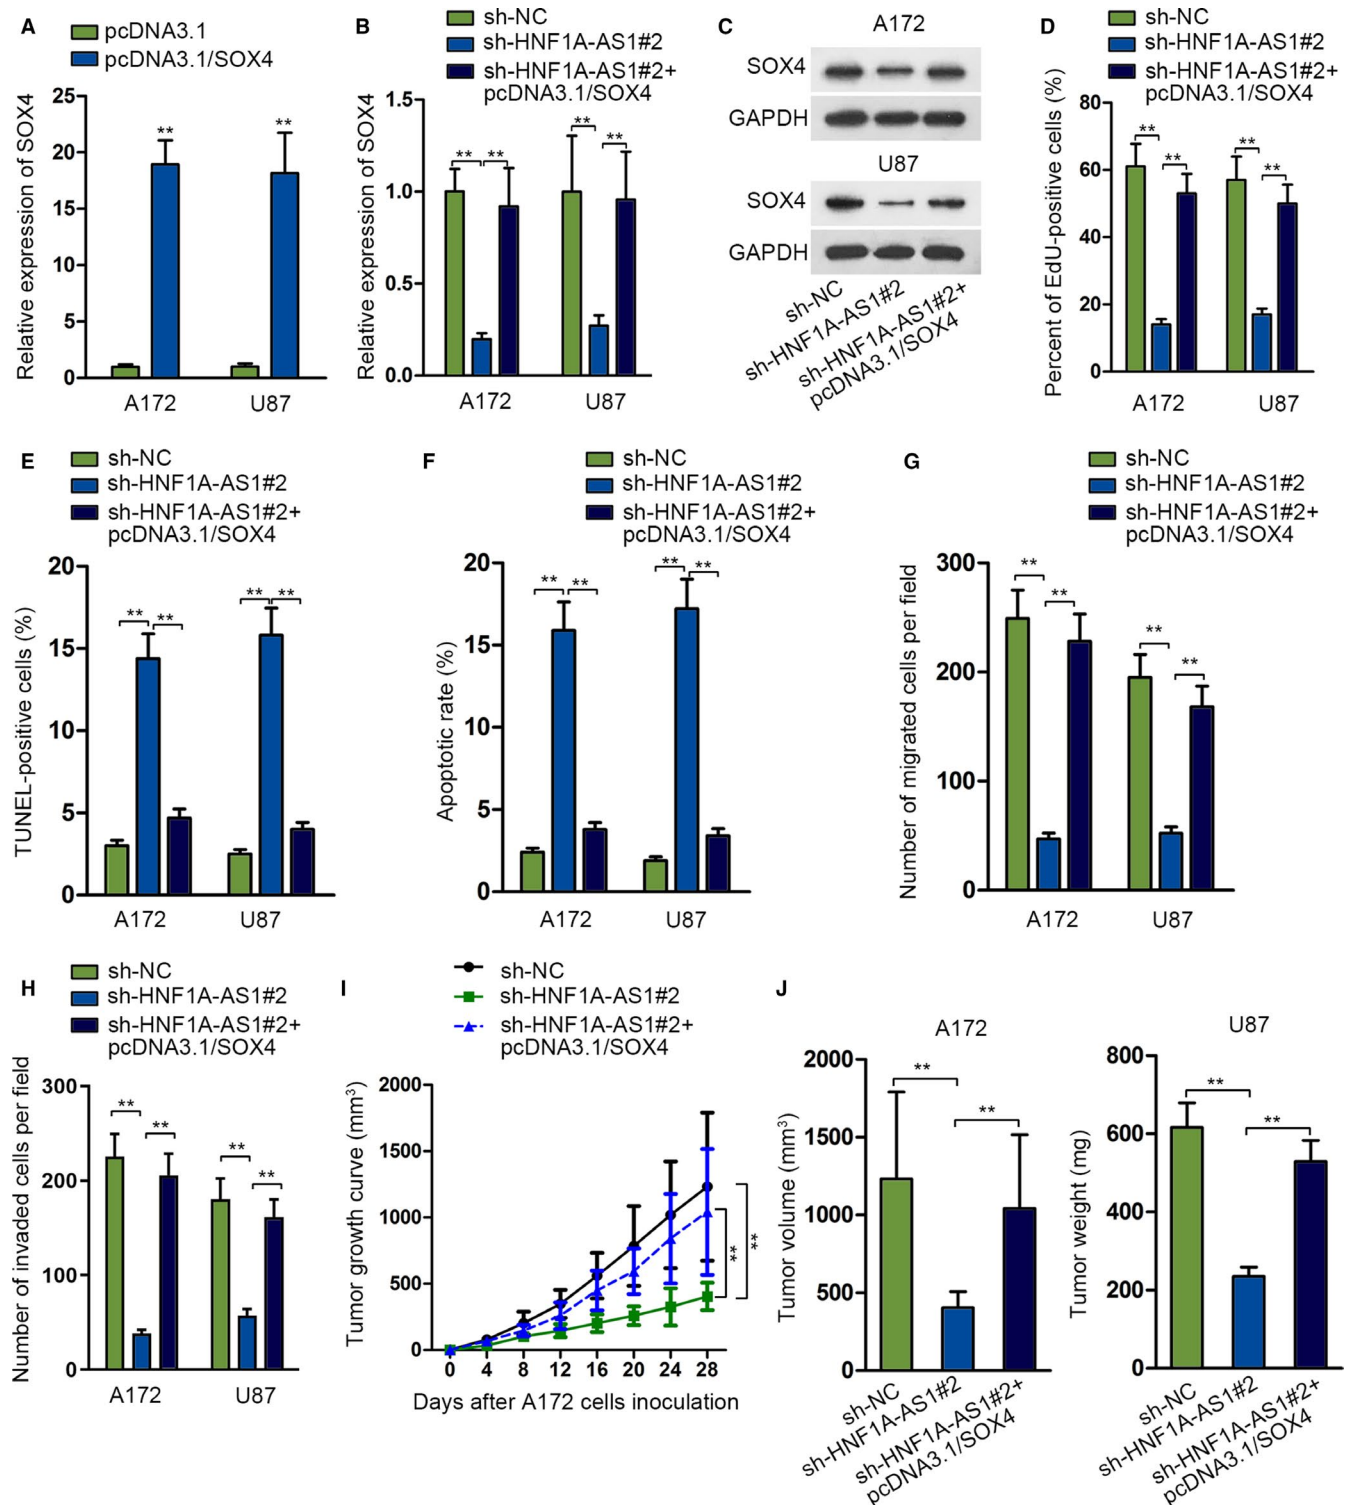 A
pcDNA3.1
pcDNA3.1/SOX4
Relative expression of SOX4
25
20
15
10
5
0
**
**
A172
U87
B
sh-NC
sh-HNF1A-AS1#2
sh-HNF1A-AS1#2+
pcDNA3.1/SOX4
Relative expression of SOX4
1.5
1.0
0.5
0.0
**
**
**
**
A172
U87
C
A172
SOX4
GAPDH
U87
SOX4
GAPDH
sh-NC
sh-HNF1A-AS1#2
sh-HNF1A-AS1#2+
pcDNA3.1/SOX4
D
sh-NC
sh-HNF1A-AS1#2
sh-HNF1A-AS1#2+
pcDNA3.1/SOX4
Percent of EdU-positive cells (%)
80
60
40
20
0
**
**
**
**
A172
U87
E
sh-NC
sh-HNF1A-AS1#2
sh-HNF1A-AS1#2+
pcDNA3.1/SOX4
TUNEL-positive cells (%)
20
15
10
5
0
**
**
**
**
A172
U87
F
sh-NC
sh-HNF1A-AS1#2
sh-HNF1A-AS1#2+
pcDNA3.1/SOX4
Apoptotic rate (%)
20
15
10
5
0
**
**
**
**
A172
U87
G
sh-NC
sh-HNF1A-AS1#2
sh-HNF1A-AS1#2+
pcDNA3.1/SOX4
Number of migrated cells per field
300
200
100
0
**
**
**
**
A172
U87
H
sh-NC
sh-HNF1A-AS1#2
sh-HNF1A-AS1#2+
pcDNA3.1/SOX4
Number of invaded cells per field
300
200
100
0
**
**
**
**
A172
U87
I
sh-NC
sh-HNF1A-AS1#2
sh-HNF1A-AS1#2+
pcDNA3.1/SOX4
Tumor growth curve (mm³)
2000
1500
1000
500
0
**
**
0 4 8 12 16 20 24 28
Days after A172 cells inoculation
J
A172
Tumor volume (mm³)
2000
1500
1000
500
0
**
**
sh-NC
sh-HNF1A-AS1#2
sh-HNF1A-AS1#2+
pcDNA3.1/SOX4
U87
Tumor weight (mg)
800
600
400
200
0
**
**
sh-NC
sh-HNF1A-AS1#2
sh-HNF1A-AS1#2+
pcDNA3.1/SOX4